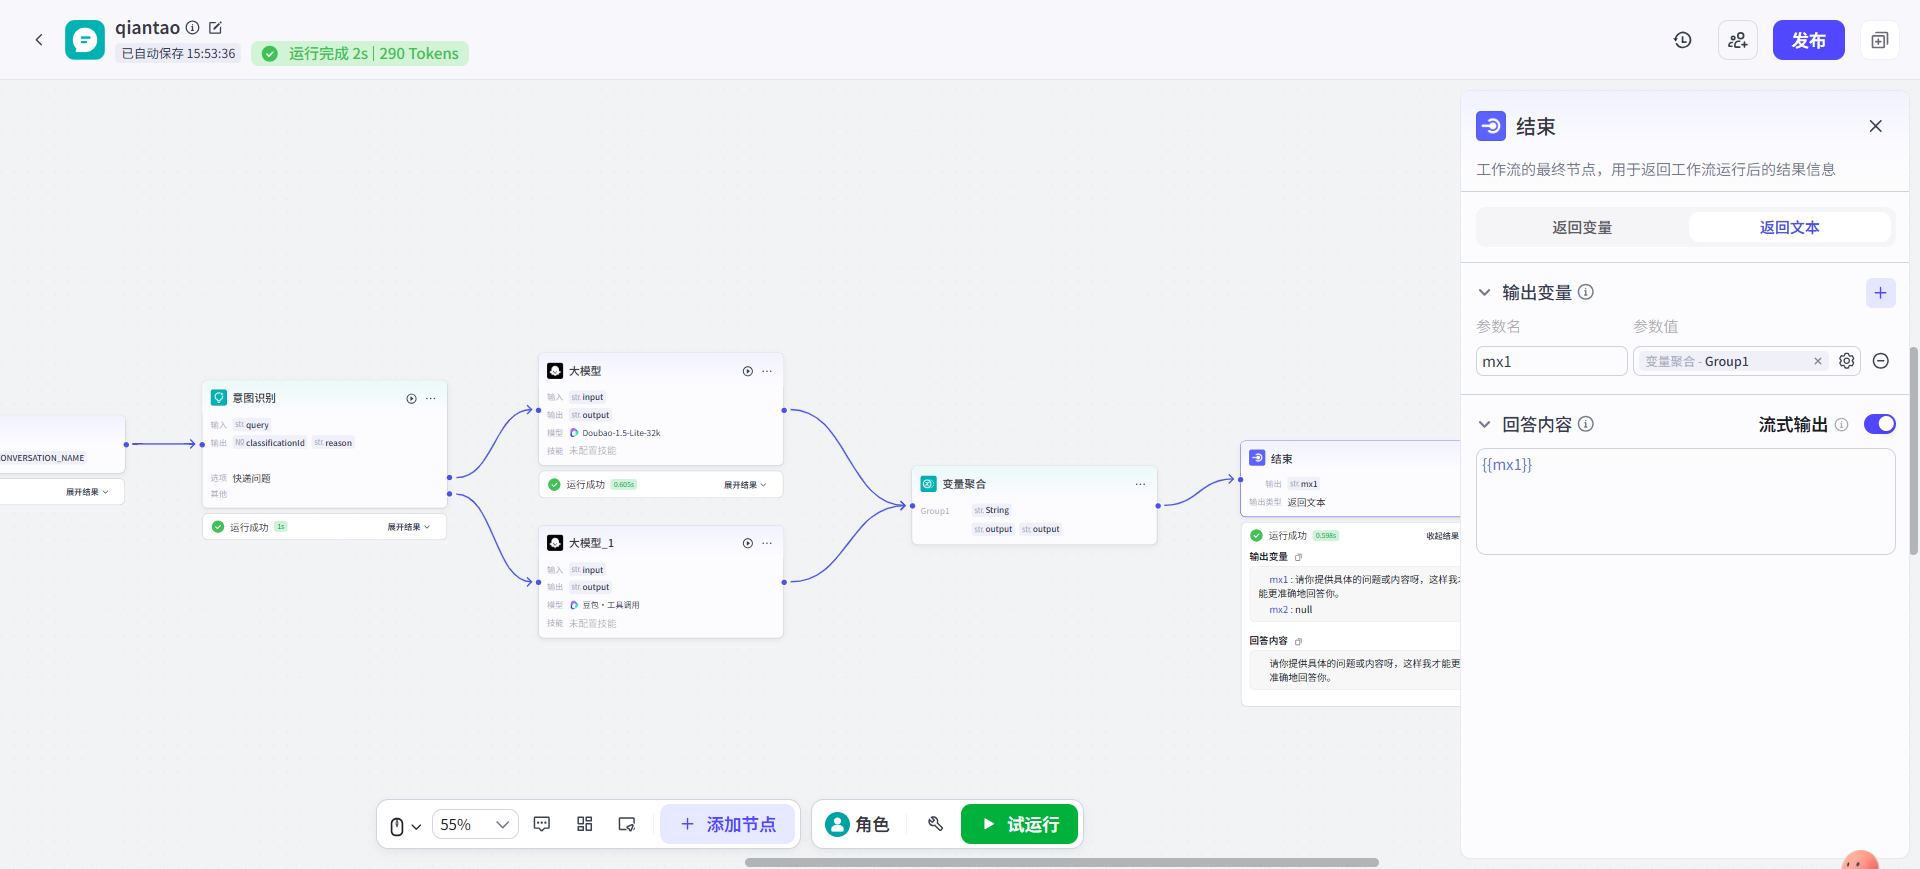 qiantao
已自动保存 15:53:36
运行完成 2s | 290 Tokens
发布
ONVERSATION_NAME
展开结果
意图识别
输入 str. query
输出 classificationId str. reason
选项 快递问题
其他
运行成功 1s 展开结果
大模型
输入 str. input
输出 str. output
模型 Doubao-1.5-Lite-32k
技能 未配置技能
运行成功 0.605s 展开结果
大模型_1
输入 str. input
输出 str. output
模型 豆包·工具调用
技能 未配置技能
变量聚合
Group1 str. String
str. output str. output
结束
输出 str. mx1
输出类型 返回文本
运行成功 0.598s 收起结果
输出变量
mx1 : 请你提供具体的问题或内容呀，这样我
能更准确地回答你。
mx2 : null
回答内容
请你提供具体的问题或内容呀，这样我才能更
准确地回答你。
结束
工作流的最终节点，用于返回工作流运行后的结果信息
返回变量 返回文本
输出变量
参数名 参数值
mx1 变量聚合 - Group1
回答内容 流式输出
{{mx1}}
55% 添加节点 角色 试运行